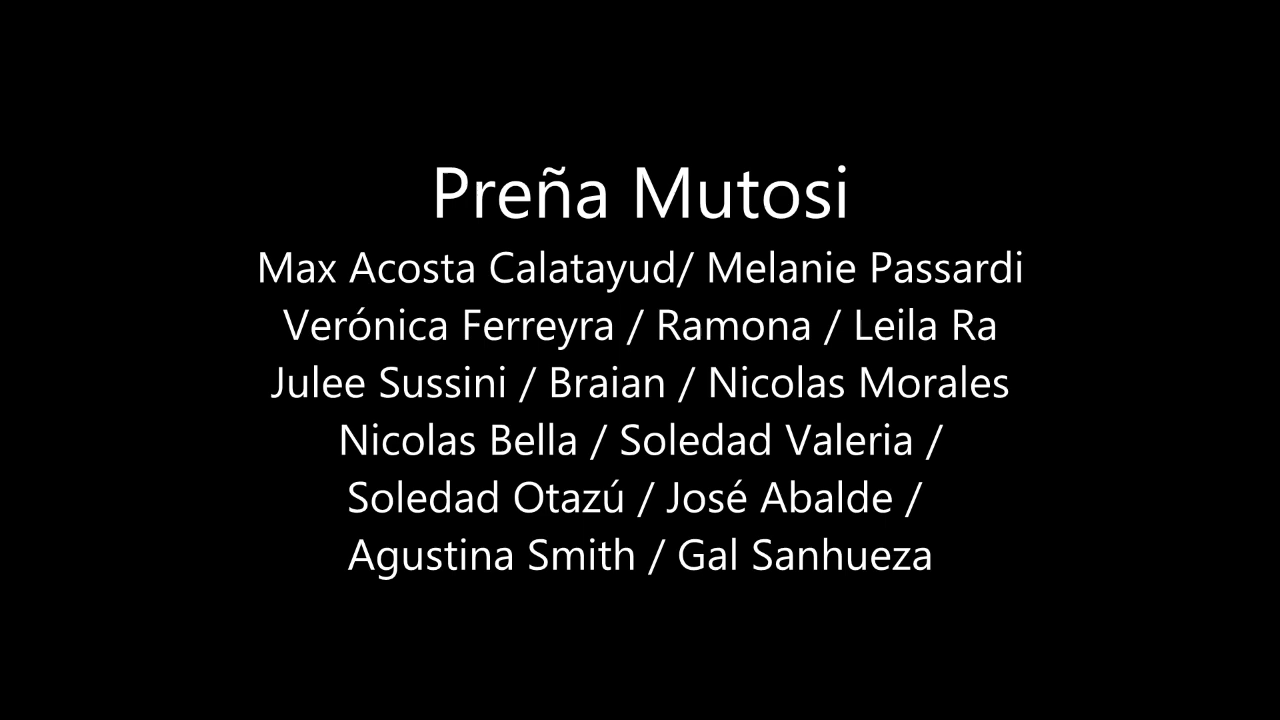 Preña Mutosi
Max Acosta Calatayud/ Melanie Passardi
Verónica Ferreyra / Ramona / Leila Ra
Julee Sussini / Braian / Nicolas Morales
Nicolas Bella / Soledad Valeria /
Soledad Otazú / José Abalde /
Agustina Smith / Gal Sanhueza